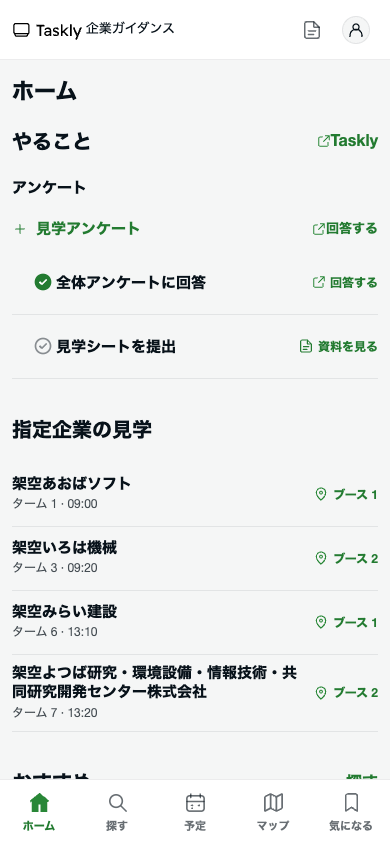 Taskly 企業ガイダンス
ホーム
やること
Taskly
アンケート
見学アンケート
回答する
全体アンケートに回答
回答する
見学シートを提出
資料を見る
指定企業の見学
架空あおばソフト
ターム 1 · 09:00
ブース 1
架空いろは機械
ターム 3 · 09:20
ブース 2
架空みらい建設
ターム 6 · 13:10
ブース 1
架空よつば研究・環境設備・情報技術・共
同研究開発センター株式会社
ターム 7 · 13:20
ブース 2
おすすめ
探す
ホーム
探す
予定
マップ
気になる